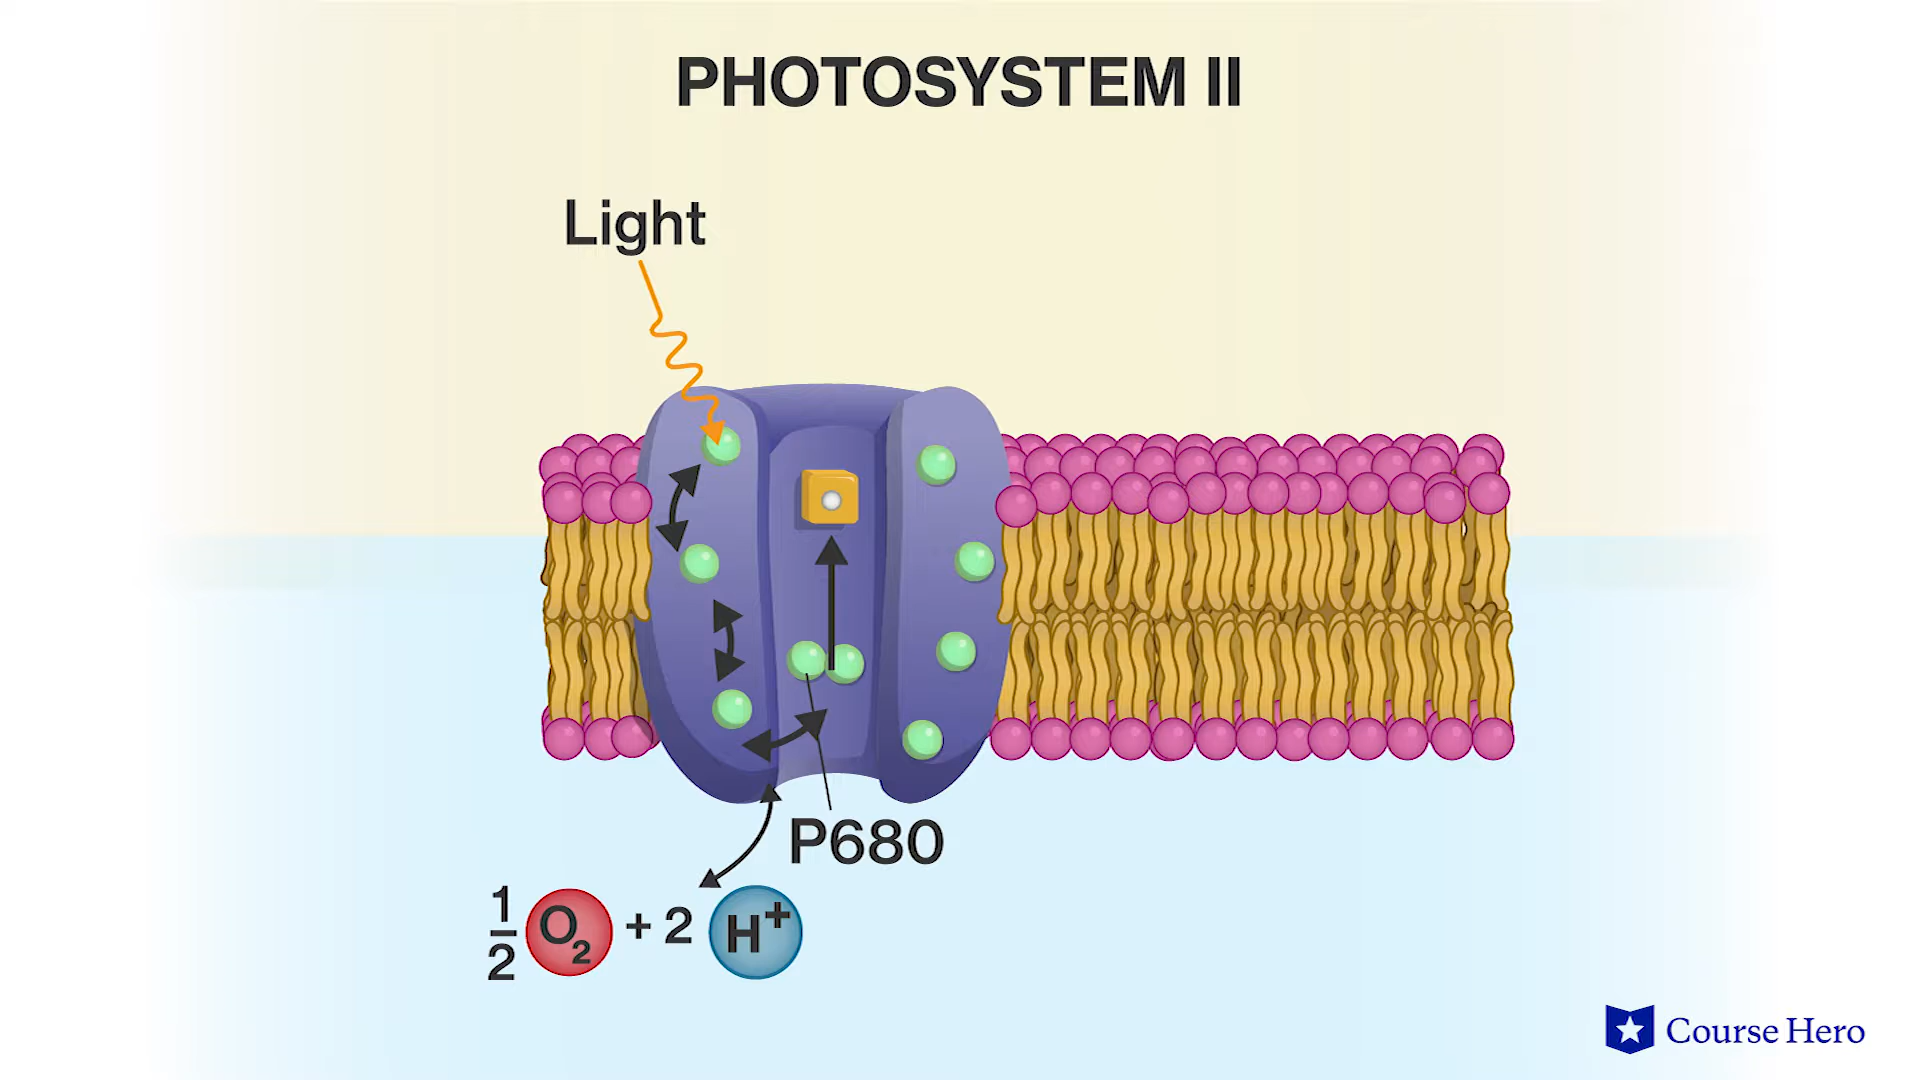 PHOTOSYSTEM II
Light
P680
1/2 O₂ + 2 H⁺
Course Hero